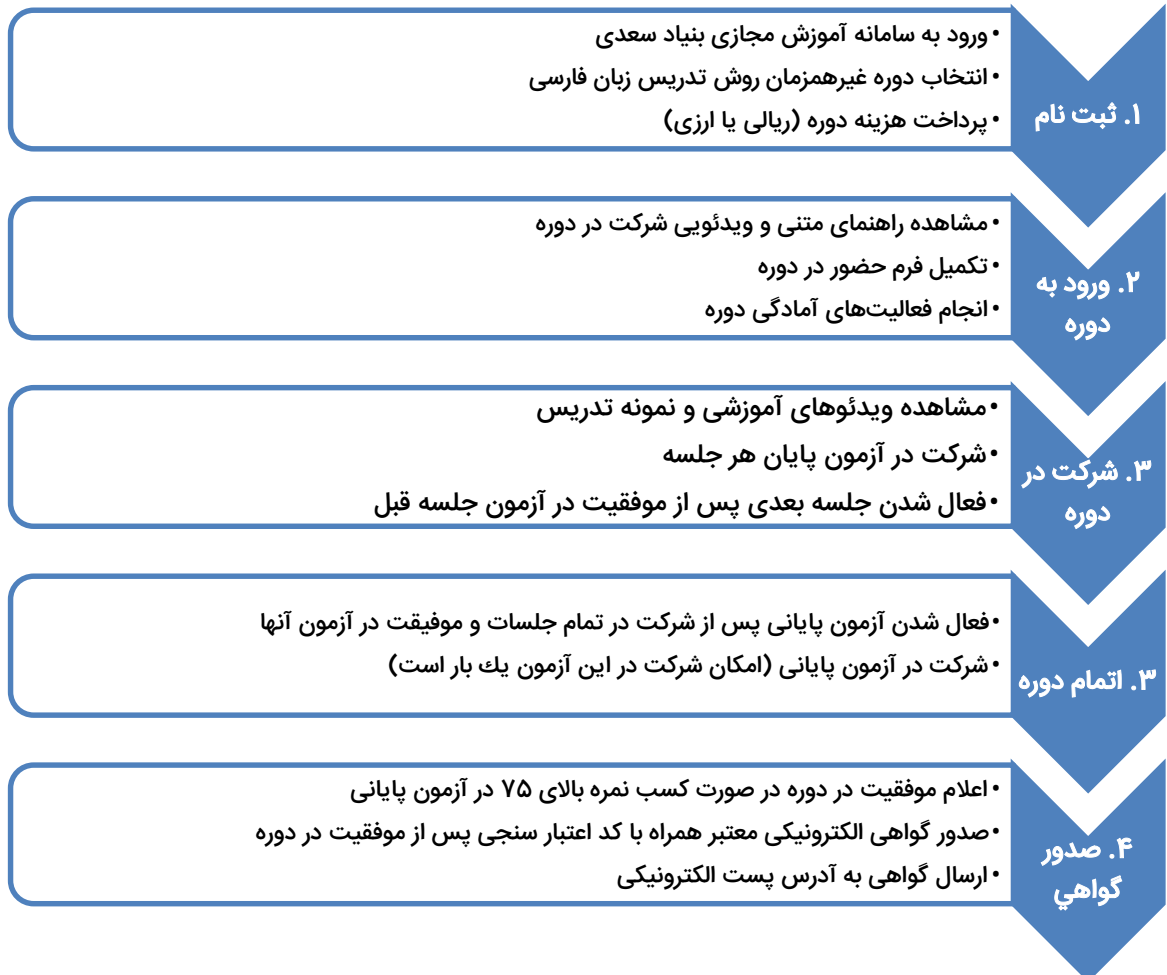 ۱. ثبت نام
•ورود به سامانه آموزش مجازی بنیاد سعدی
•انتخاب دوره غیرهمزمان روش تدریس زبان فارسی
•پرداخت هزینه دوره (ریالی یا ارزی)
۲. ورود به
دوره
•مشاهده راهنمای متنی و ویدئویی شرکت در دوره
•تکمیل فرم حضور در دوره
•انجام فعالیت‌های آمادگی دوره
۳. شرکت در
دوره
•مشاهده ویدئوهای آموزشی و نمونه تدریس
•شرکت در آزمون پایان هر جلسه
•فعال شدن جلسه بعدی پس از موفقیت در آزمون جلسه قبل
۳. اتمام دوره
•فعال شدن آزمون پایانی پس از شرکت در تمام جلسات و موفیقت در آزمون آنها
•شرکت در آزمون پایانی (امکان شرکت در این آزمون يك بار است)
۴. صدور
گواهي
•اعلام موفقیت در دوره در صورت کسب نمره بالای ۷۵ در آزمون پایانی
•صدور گواهی الکترونیکی معتبر همراه با کد اعتبار سنجی پس از موفقیت در دوره
•ارسال گواهی به آدرس پست الکترونیکی